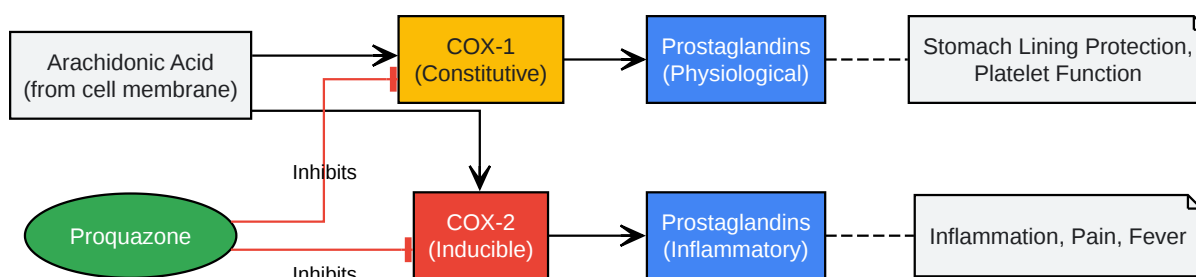 Arachidonic Acid
(from cell membrane)
COX-1
(Constitutive)
Prostaglandins
(Physiological)
Stomach Lining Protection,
Platelet Function
Inhibits
Proquazone
COX-2
(Inducible)
Prostaglandins
(Inflammatory)
Inflammation, Pain, Fever
Inhibits